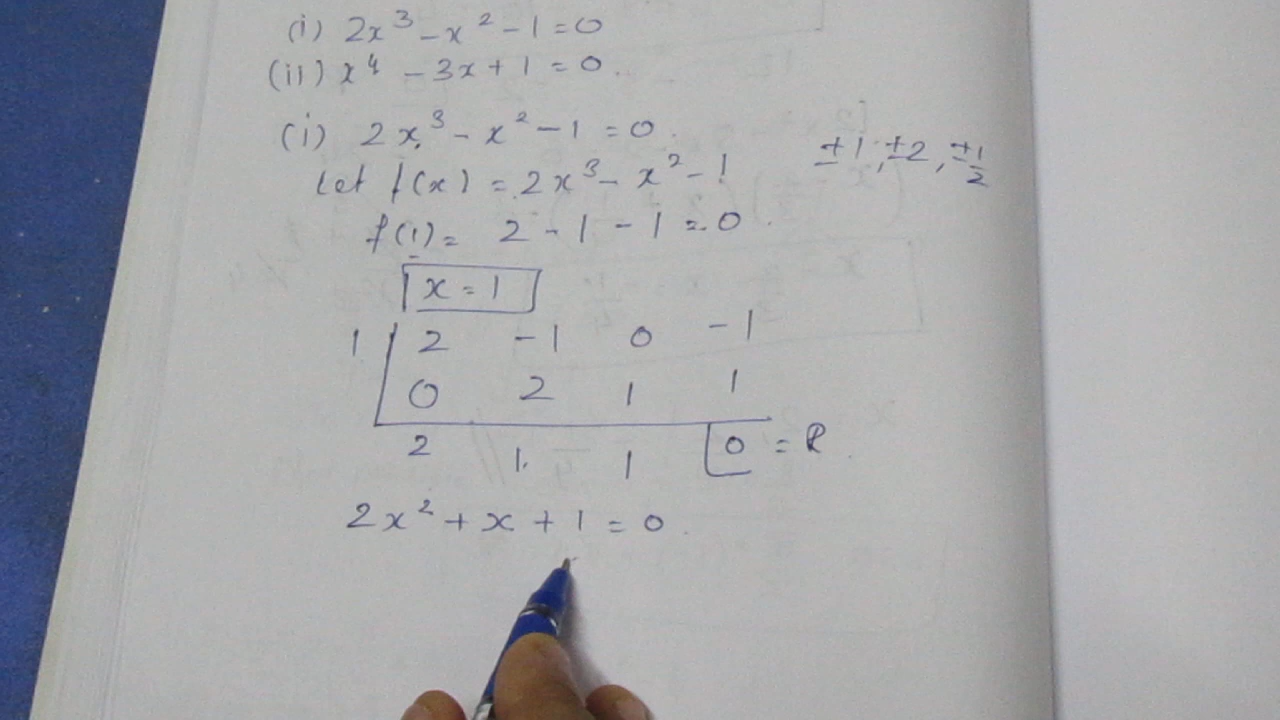 (i) 2x³ - x² - 1 = 0
(ii) x⁴ - 3x + 1 = 0.
(i) 2x³ - x² - 1 = 0.
±1, ±2, ±1/2
Let f(x) = 2x³ - x² - 1
f(1) = 2 - 1 - 1 = 0.
x = 1
1 | 2 -1 0 -1
0 2 1 1
2 1 1 0 = R.
2x² + x + 1 = 0.